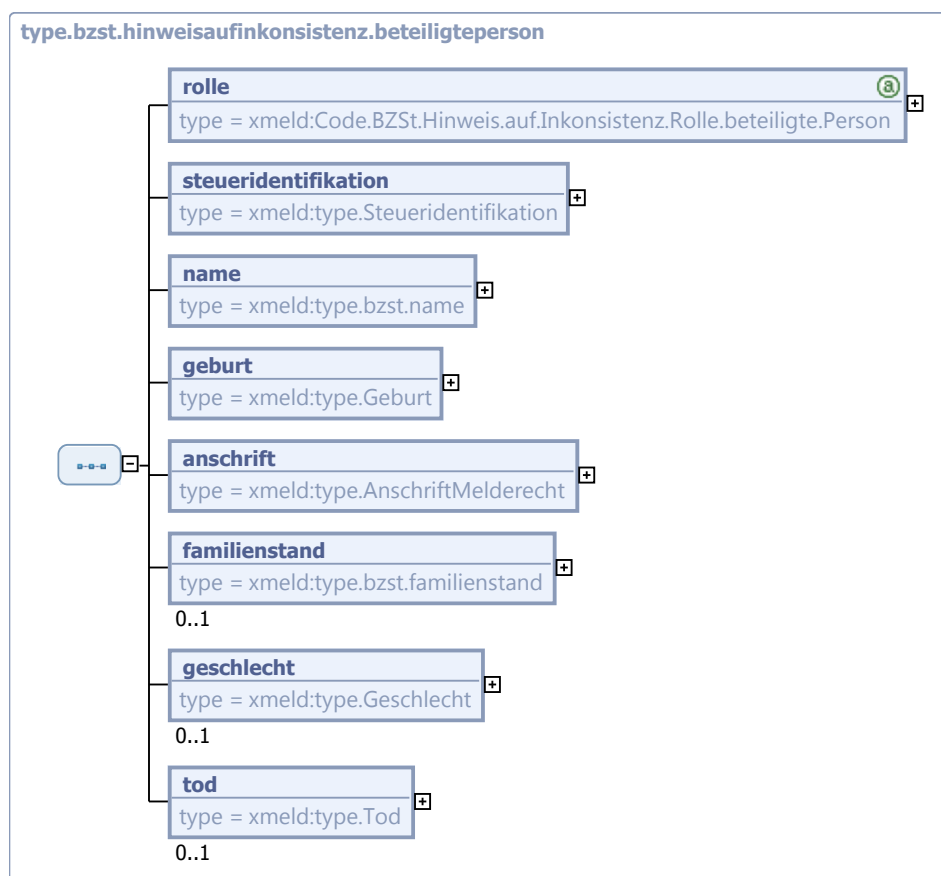 type.bzst.hinweisaufinkonsistenz.beteiligteperson
rolle
a
type = xmeld:Code.BZSt.Hinweis.auf.Inkonsistenz.Rolle.beteiligte.Person
steueridentifikation
type = xmeld:type.Steueridentifikation
name
type = xmeld:type.bzst.name
geburt
type = xmeld:type.Geburt
anschrift
type = xmeld:type.AnschriftMelderecht
familienstand
type = xmeld:type.bzst.familienstand
0..1
geschlecht
type = xmeld:type.Geschlecht
0..1
tod
type = xmeld:type.Tod
0..1